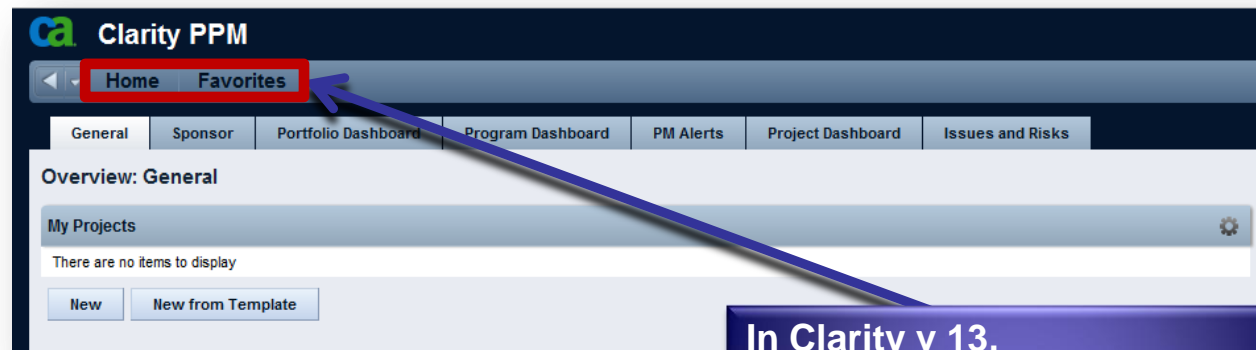 ca Clarity PPM
Home Favorites
General Sponsor Portfolio Dashboard Program Dashboard PM Alerts Project Dashboard Issues and Risks
Overview: General
My Projects
There are no items to display
New New from Template
In Clarity v 13,